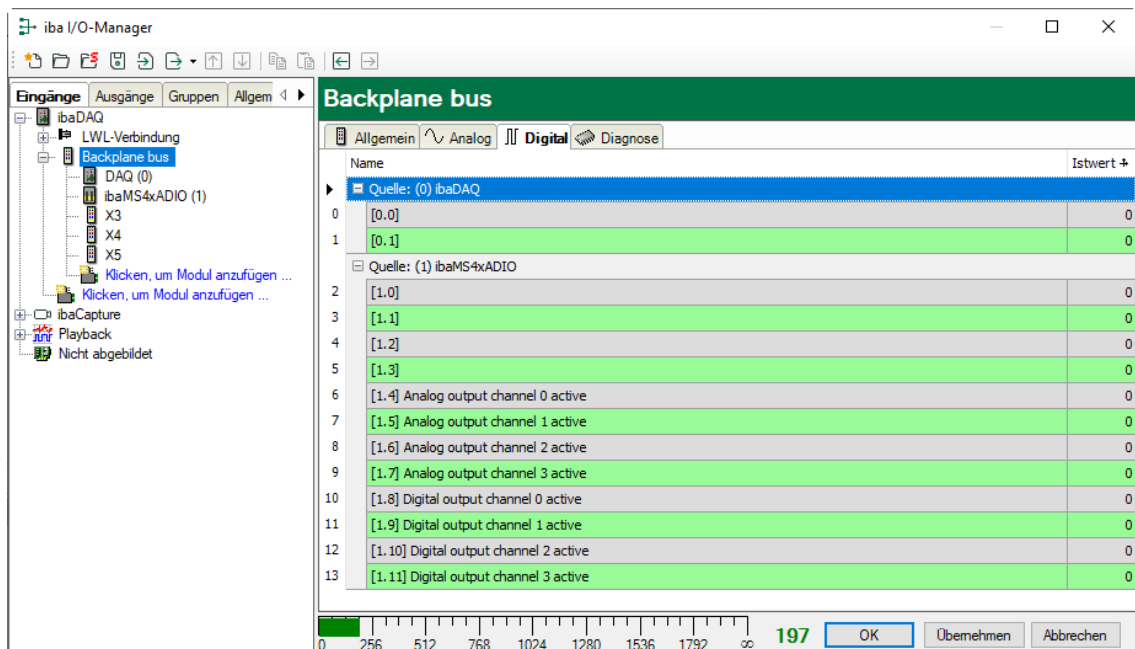 iba I/O-Manager
Eingänge Ausgänge Gruppen Allgem
ibaDAQ
LWL-Verbindung
Backplane bus
DAQ (0)
ibaMS4xADIO (1)
X3
X4
X5
Klicken, um Modul anzufügen ...
Klicken, um Modul anzufügen ...
ibaCapture
Playback
Nicht abgebildet
Backplane bus
Allgemein Analog Digital Diagnose
Name Istwert
Quelle: (0) ibaDAQ
0 [0.0] 0
1 [0.1] 0
Quelle: (1) ibaMS4xADIO
2 [1.0] 0
3 [1.1] 0
4 [1.2] 0
5 [1.3] 0
6 [1.4] Analog output channel 0 active 0
7 [1.5] Analog output channel 1 active 0
8 [1.6] Analog output channel 2 active 0
9 [1.7] Analog output channel 3 active 0
10 [1.8] Digital output channel 0 active 0
11 [1.9] Digital output channel 1 active 0
12 [1.10] Digital output channel 2 active 0
13 [1.11] Digital output channel 3 active 0
0 256 512 768 1024 1280 1536 1792 ∞ 197 OK Übernehmen Abbrechen